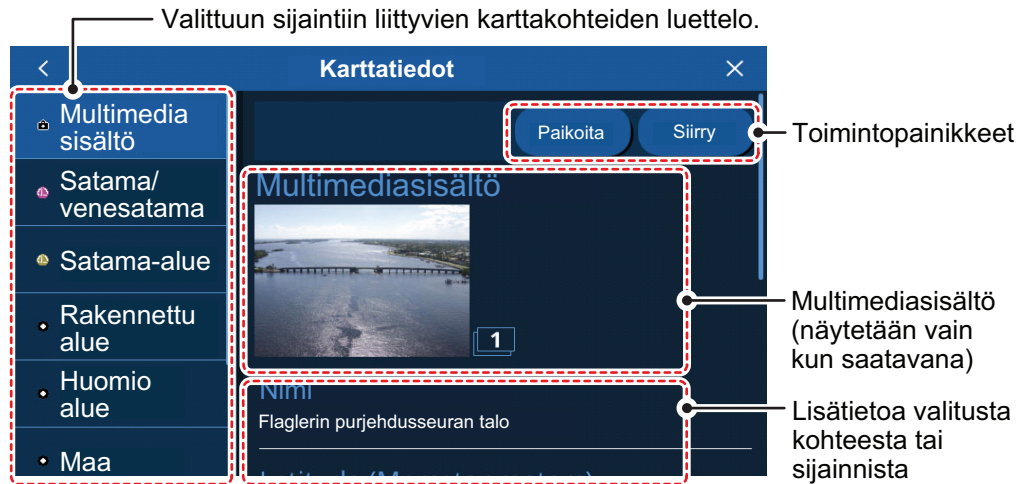 Valittuun sijaintiin liittyvien karttakohteiden luettelo.
Karttatiedot
Multimedia
sisältö
Satama/
venesatama
Satama-alue
Rakennettu
alue
Huomio
alue
Maa
Paikoita
Siirry
Multimediasisältö
1
Nimi
Flaglerin purjehdusseuran talo
Toimintopainikkeet
Multimediasisältö
(näytetään vain
kun saatavana)
Lisätietoa valitusta
kohteesta tai
sijainnista